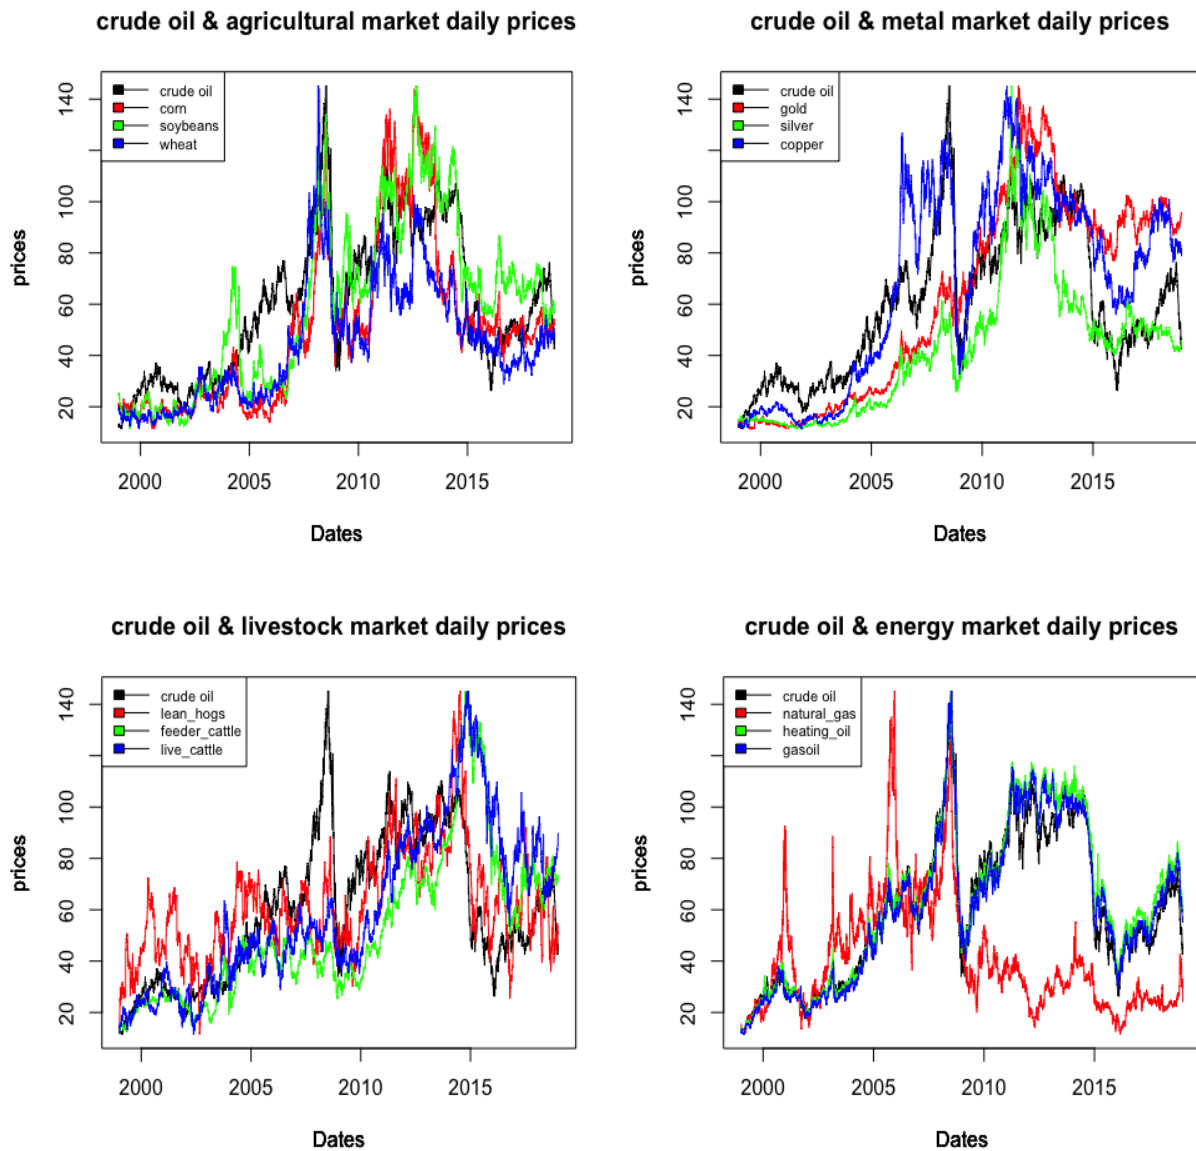 crude oil & agricultural market daily prices
crude oil
corn
soybeans
wheat
prices
140
100
80
60
40
20
2000
2005
2010
2015
Dates
crude oil & metal market daily prices
crude oil
gold
silver
copper
prices
140
100
80
60
40
20
2000
2005
2010
2015
Dates
crude oil & livestock market daily prices
crude oil
lean_hogs
feeder_cattle
live_cattle
prices
140
100
80
60
40
20
2000
2005
2010
2015
Dates
crude oil & energy market daily prices
crude oil
natural_gas
heating_oil
gasoil
prices
140
100
80
60
40
20
2000
2005
2010
2015
Dates